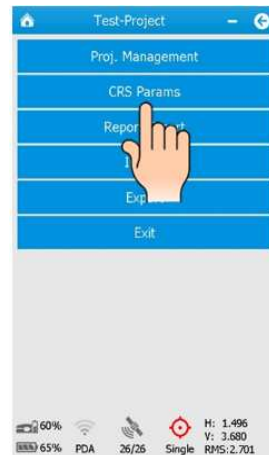 Test-Project
Proj. Management
CRS Params
Exit
60%
H: 1.496
V: 3.680
65% PDA 26/26 Single RMS:2.701